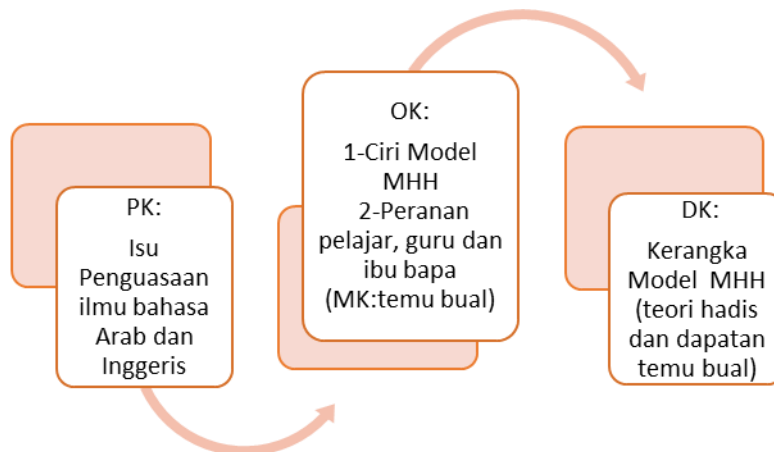 PK:
Isu
Penguasaan
ilmu bahasa
Arab dan
Inggeris
OK:
1-Ciri Model
MHH
2-Peranan
pelajar, guru dan
ibu bapa
(MK:temu bual)
DK:
Kerangka
Model MHH
(teori hadis
dan dapatan
temu bual)